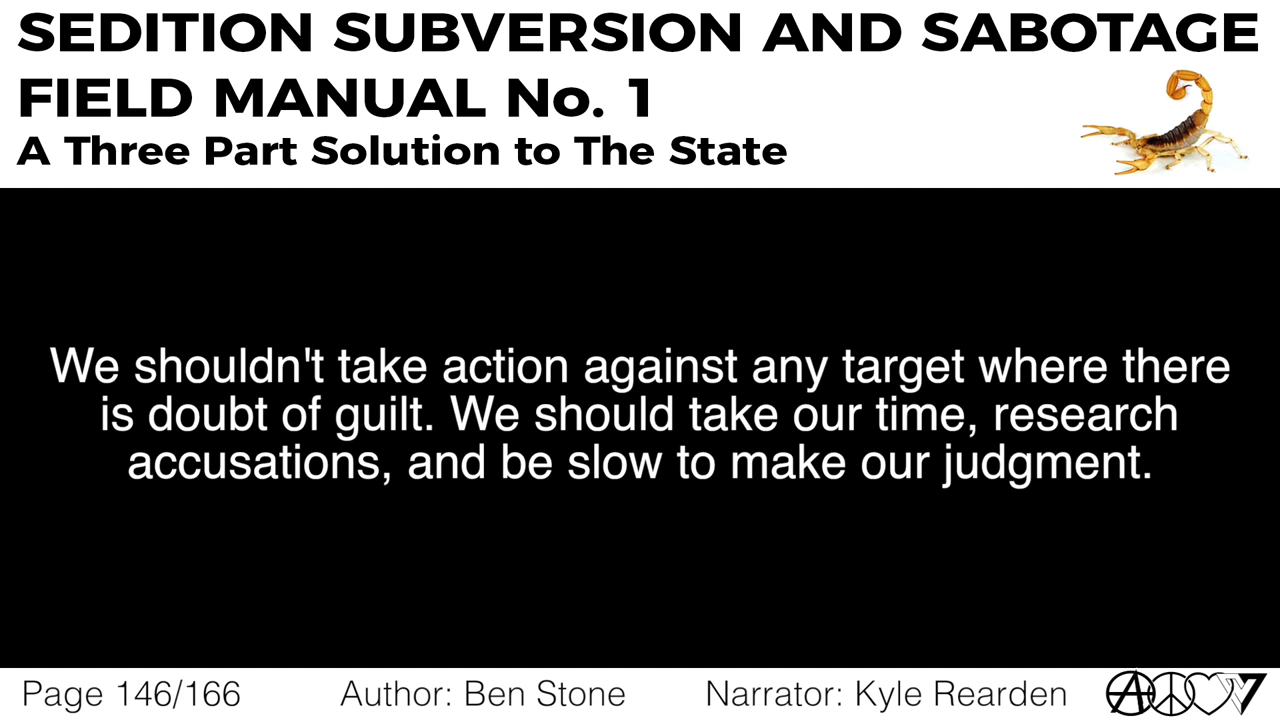 SEDITION SUBVERSION AND SABOTAGE
FIELD MANUAL No. 1
A Three Part Solution to The State
We shouldn't take action against any target where there
is doubt of guilt. We should take our time, research
accusations, and be slow to make our judgment.
Page 146/166 Author: Ben Stone Narrator: Kyle Rearden